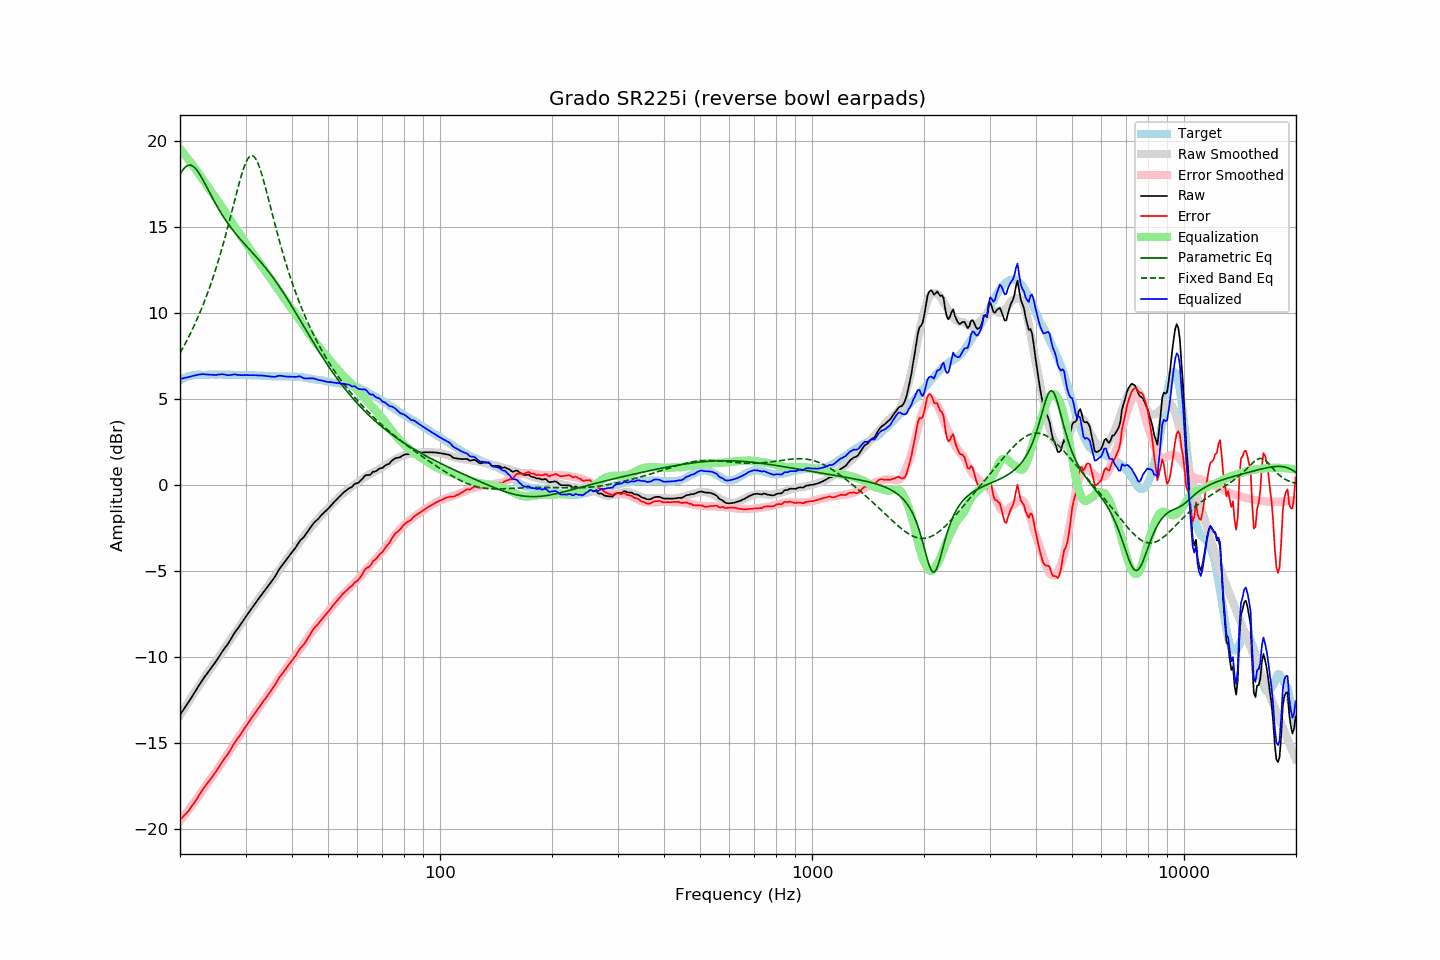 Grado SR225i (reverse bowl earpads)
Target
Raw Smoothed
Error Smoothed
Raw
Error
Equalization
Parametric Eq
Fixed Band Eq
Equalized
Amplitude (dBr)
20
15
10
5
0
−5
−10
−15
−20
100 1000 10000
Frequency (Hz)